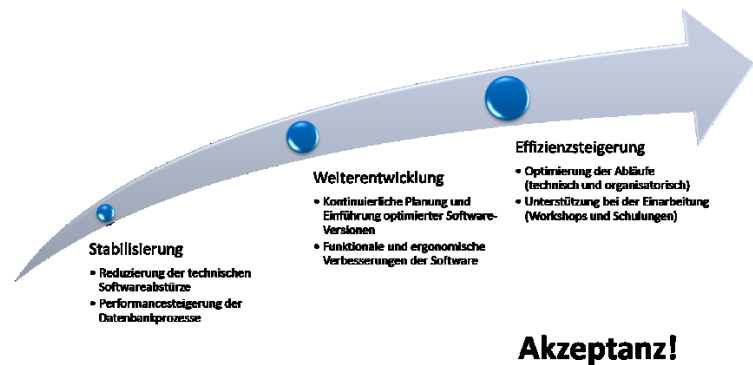 Stabilisierung
• Reduzierung der technischen
Softwareabstürze
• Performancesteigerung der
Datenbankprozesse
Weiterentwicklung
• Kontinuierliche Planung und
Einführung optimierter Software-
Versionen
• Funktionale und ergonomische
Verbesserungen der Software
Effizienzsteigerung
• Optimierung der Abläufe
(technisch und organisatorisch)
• Unterstützung bei der Einarbeitung
(Workshops und Schulungen)
Akzeptanz!